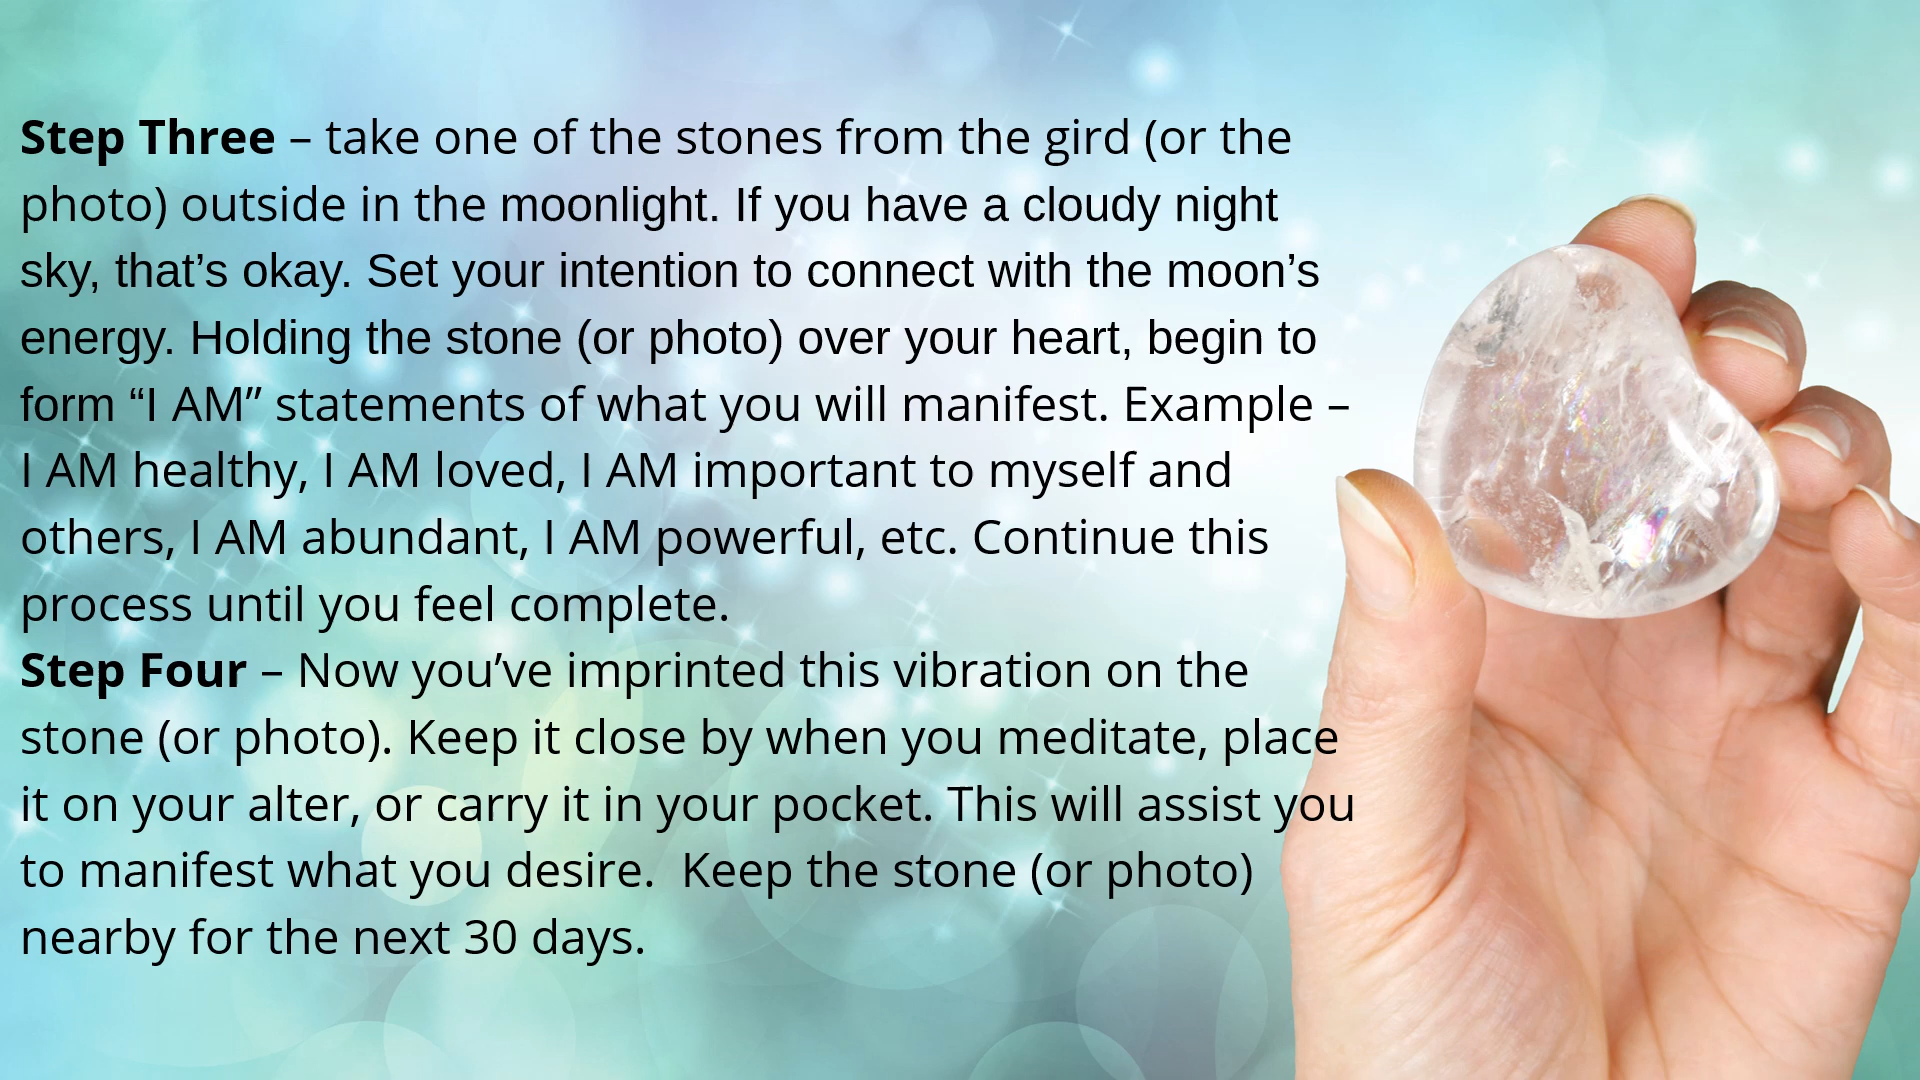 Step Three – take one of the stones from the gird (or the
photo) outside in the moonlight. If you have a cloudy night
sky, that’s okay. Set your intention to connect with the moon’s
energy. Holding the stone (or photo) over your heart, begin to
form “I AM” statements of what you will manifest. Example –
I AM healthy, I AM loved, I AM important to myself and
others, I AM abundant, I AM powerful, etc. Continue this
process until you feel complete.
Step Four – Now you’ve imprinted this vibration on the
stone (or photo). Keep it close by when you meditate, place
it on your alter, or carry it in your pocket. This will assist you
to manifest what you desire.  Keep the stone (or photo)
nearby for the next 30 days.